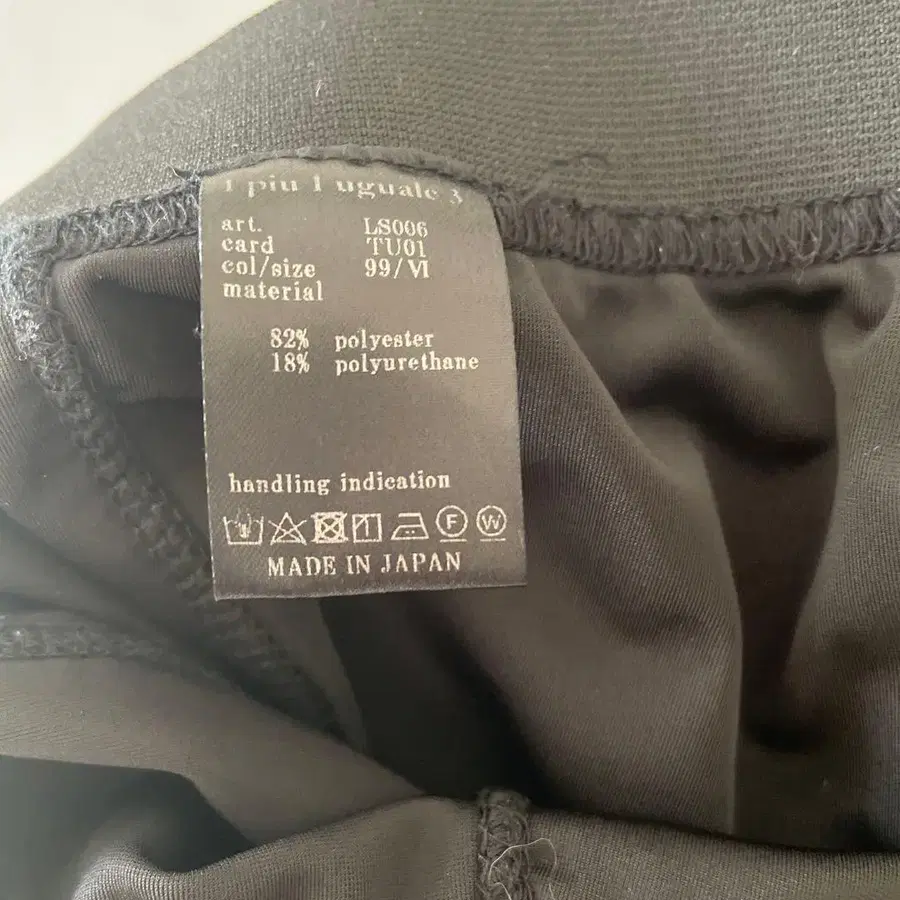 1 piu 1 uguale 3
art. LS006
card TU01
col/size 99/Ⅵ
material
82% polyester
18% polyurethane
handling indication
F W
MADE IN JAPAN